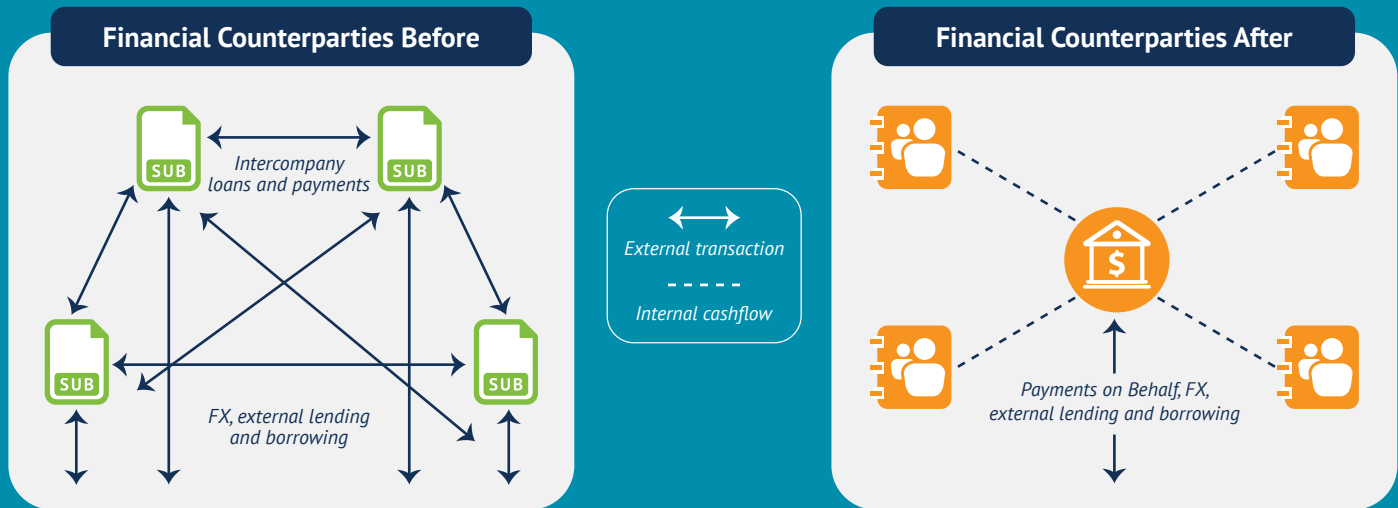 Financial Counterparties Before
SUB
SUB
Intercompany
loans and payments
SUB
SUB
FX, external lending
and borrowing
External transaction
Internal cashflow
Financial Counterparties After
$
Payments on Behalf, FX,
external lending and borrowing